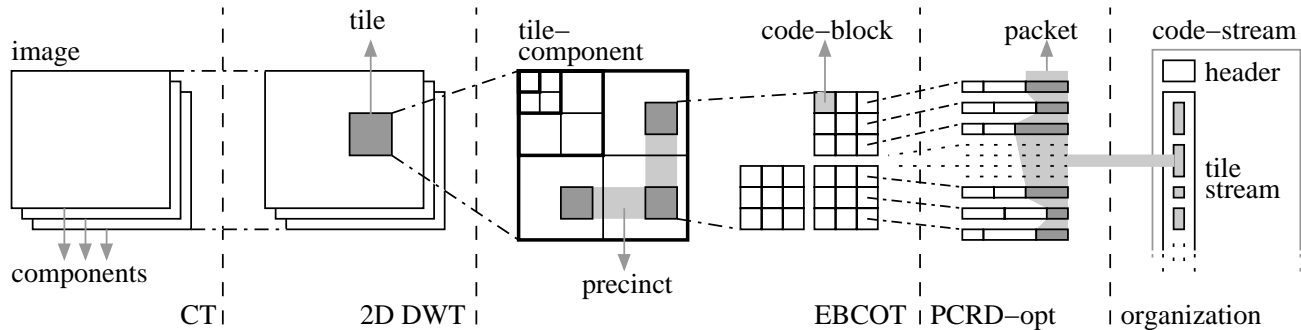 image
components
CT
tile
2D DWT
tile–
component
precinct
code–block
EBCOT
packet
PCRD–opt
code–stream
header
tile
stream
organization